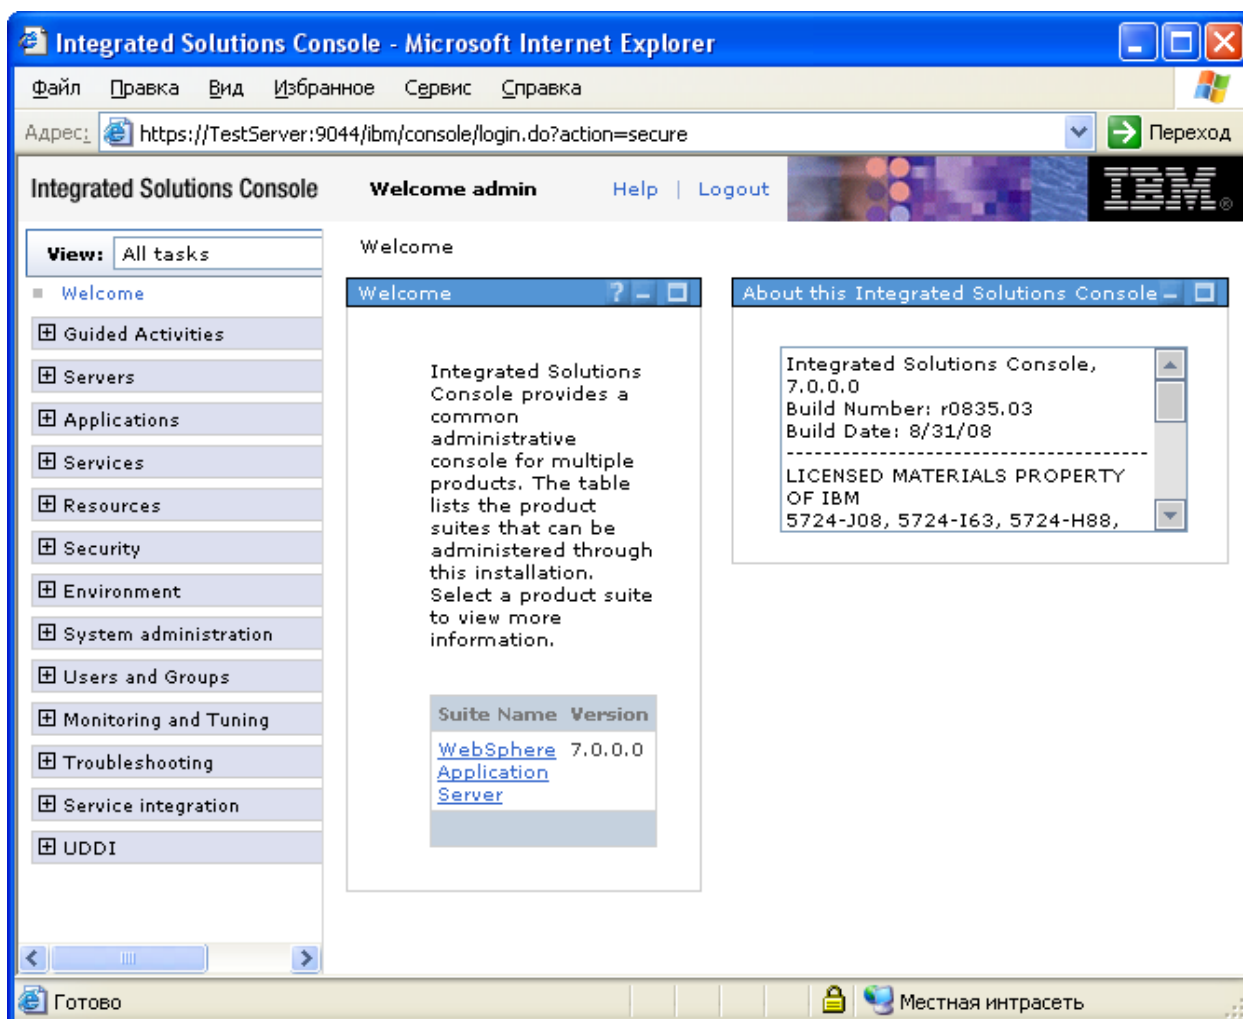 Integrated Solutions Console - Microsoft Internet Explorer
Файл Правка Вид Избранное Сервис Справка
Адрес: https://TestServer:9044/ibm/console/login.do?action=secure Переход
Integrated Solutions Console Welcome admin Help | Logout IBM®
View: All tasks
Welcome
Guided Activities
Servers
Applications
Services
Resources
Security
Environment
System administration
Users and Groups
Monitoring and Tuning
Troubleshooting
Service integration
UDDI
Welcome
Welcome ?
Integrated Solutions
Console provides a
common
administrative
console for multiple
products. The table
lists the product
suites that can be
administered through
this installation.
Select a product suite
to view more
information.
Suite Name Version
WebSphere 7.0.0.0
Application
Server
About this Integrated Solutions Console
Integrated Solutions Console,
7.0.0.0
Build Number: r0835.03
Build Date: 8/31/08
----------------------------------------
LICENSED MATERIALS PROPERTY
OF IBM
5724-J08, 5724-I63, 5724-H88,
Готово Местная интрасеть